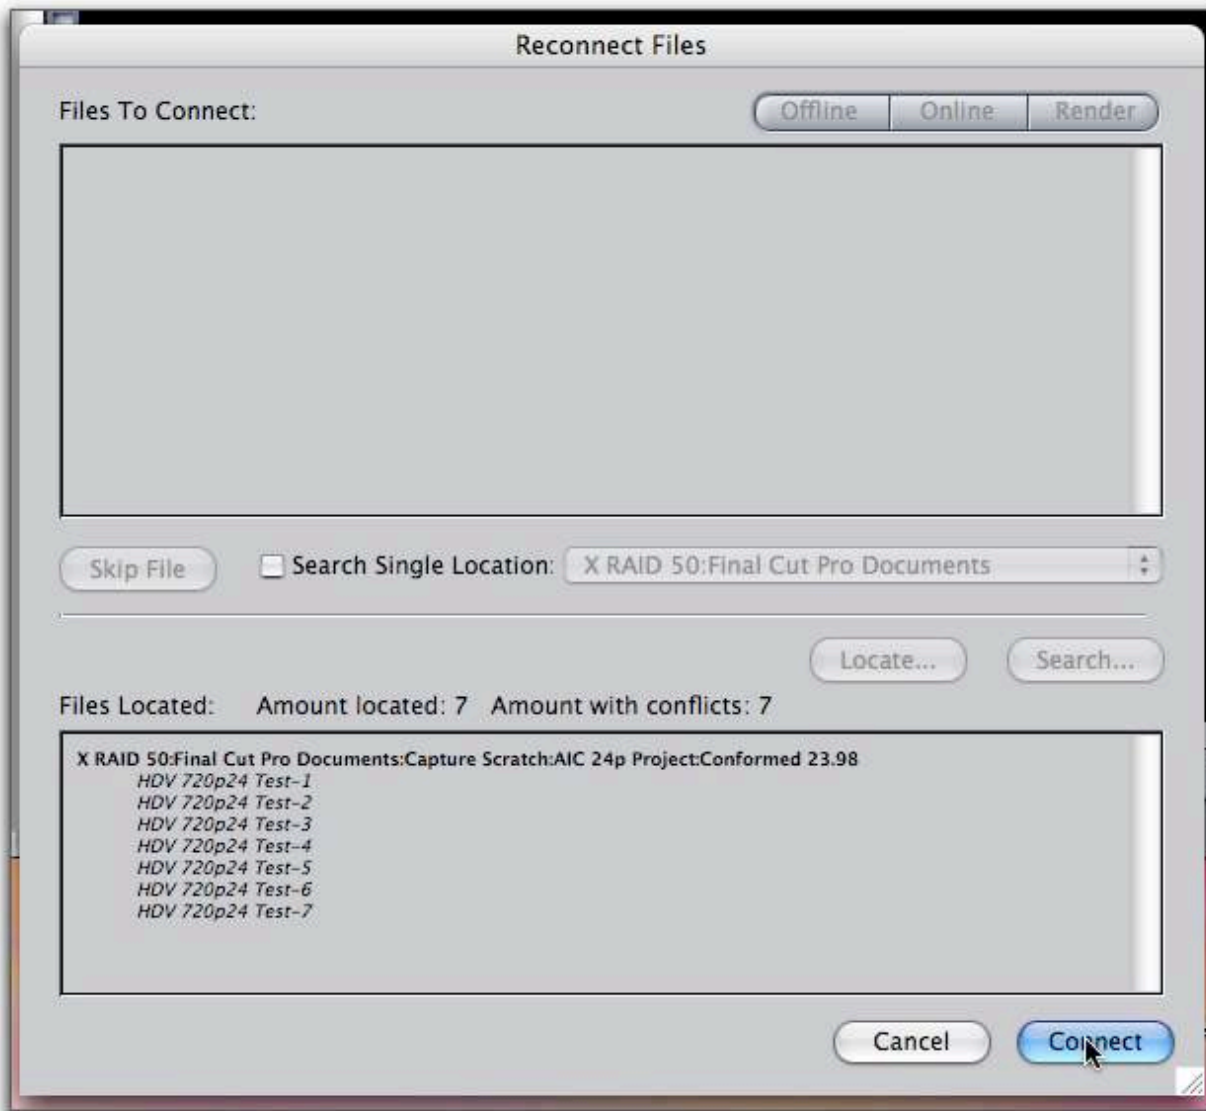 Reconnect Files
Files To Connect:
Offline Online Render
Skip File Search Single Location: X RAID 50:Final Cut Pro Documents
Locate... Search...
Files Located: Amount located: 7 Amount with conflicts: 7
X RAID 50:Final Cut Pro Documents:Capture Scratch:AIC 24p Project:Conformed 23.98
HDV 720p24 Test-1
HDV 720p24 Test-2
HDV 720p24 Test-3
HDV 720p24 Test-4
HDV 720p24 Test-5
HDV 720p24 Test-6
HDV 720p24 Test-7
Cancel Connect